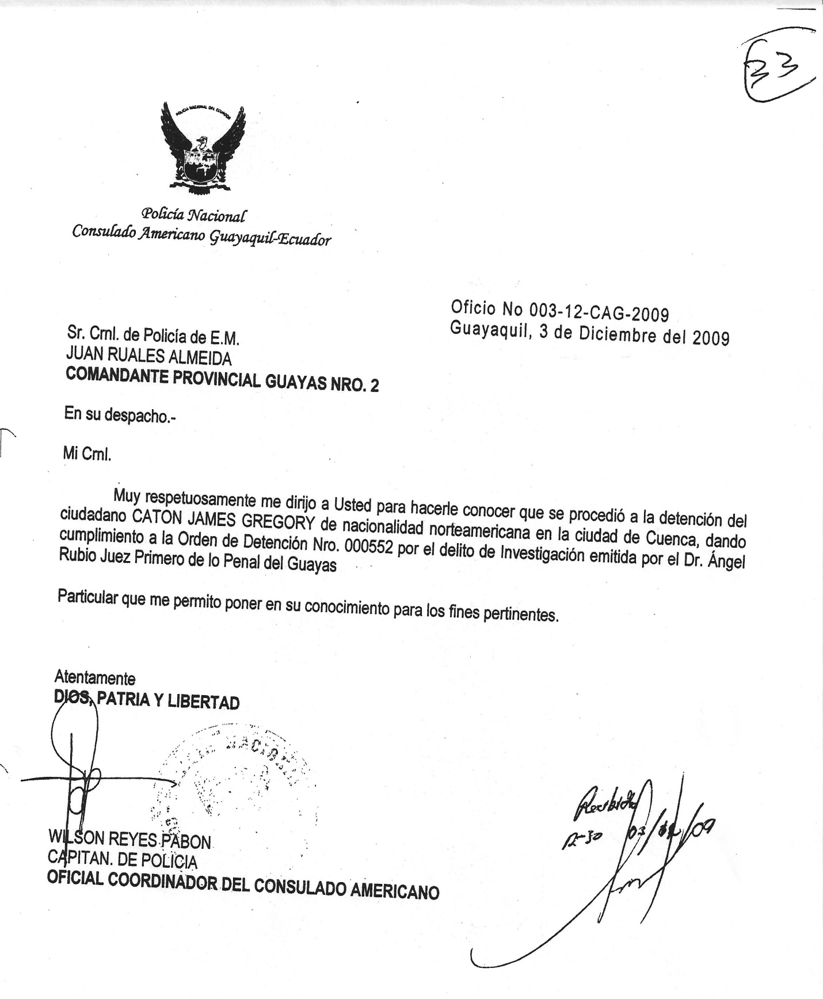 33
POLICIA NACIONAL DEL ECUADOR
Policía Nacional
Consulado Americano Guayaquil-Ecuador
Oficio No 003-12-CAG-2009
Guayaquil, 3 de Diciembre del 2009
Sr. Crnl. de Policía de E.M.
JUAN RUALES ALMEIDA
COMANDANTE PROVINCIAL GUAYAS NRO. 2
En su despacho.-
Mi Crnl.
Muy respetuosamente me dirijo a Usted para hacerle conocer que se procedió a la detención del
ciudadano CATON JAMES GREGORY de nacionalidad norteamericana en la ciudad de Cuenca, dando
cumplimiento a la Orden de Detención Nro. 000552 por el delito de Investigación emitida por el Dr. Ángel
Rubio Juez Primero de lo Penal del Guayas
Particular que me permito poner en su conocimiento para los fines pertinentes.
Atentamente
DIOS, PATRIA Y LIBERTAD
NACIONAL
WILSON REYES PABON
CAPITAN. DE POLICIA
OFICIAL COORDINADOR DEL CONSULADO AMERICANO
Recibido
12-30 03/12/09